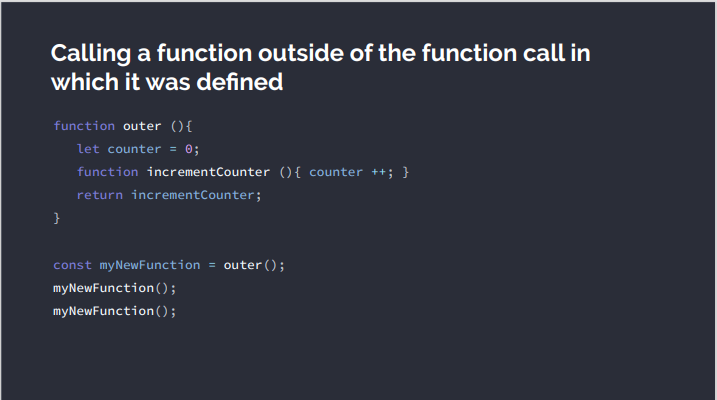 Calling a function outside of the function call in
which it was defined
function outer (){
   let counter = 0;
   function incrementCounter (){ counter ++; }
   return incrementCounter;
}
const myNewFunction = outer();
myNewFunction();
myNewFunction();